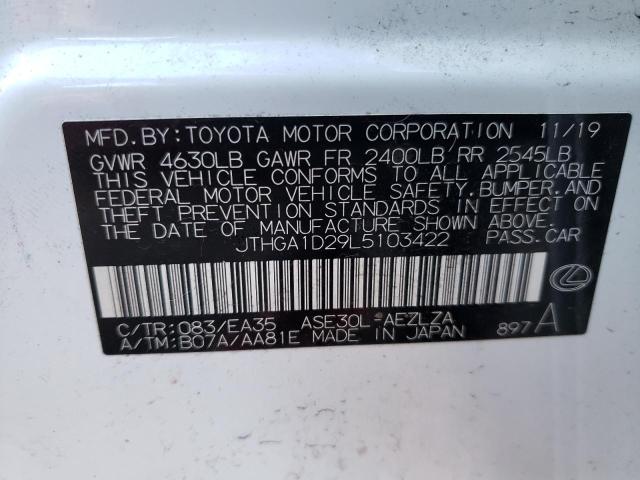 MFD.BY:TOYOTA MOTOR CORPORATION 11/19
GVWR 4630LB GAWR FR 2400LB RR 2545LB
THIS VEHICLE CONFORMS TO ALL APPLICABLE
FEDERAL MOTOR VEHICLE SAFETY,BUMPER,AND
THEFT PREVENTION STANDARDS IN EFFECT ON
THE DATE OF MANUFACTURE SHOWN ABOVE.
JTHGA1D29L5103422 PASS.CAR
C/TR:083/EA35 ASE30L-AEZLZA
A/TM:B07A/AA81E MADE IN JAPAN 897 A